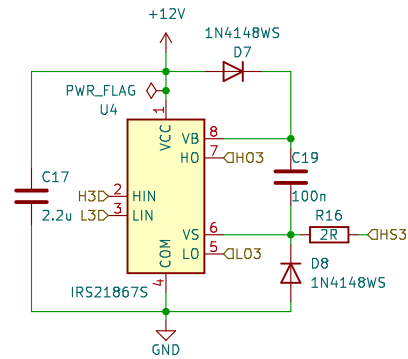 +12V
1N4148WS
D7
PWR_FLAG
U4
1
VCC
VB 8
HO 7 HO3
C17
2.2u
H3 2 HIN
L3 3 LIN
C19
100n
R16
VS 6 2R HS3
LO 5 LO3
COM
4
D8
1N4148WS
IRS21867S
GND